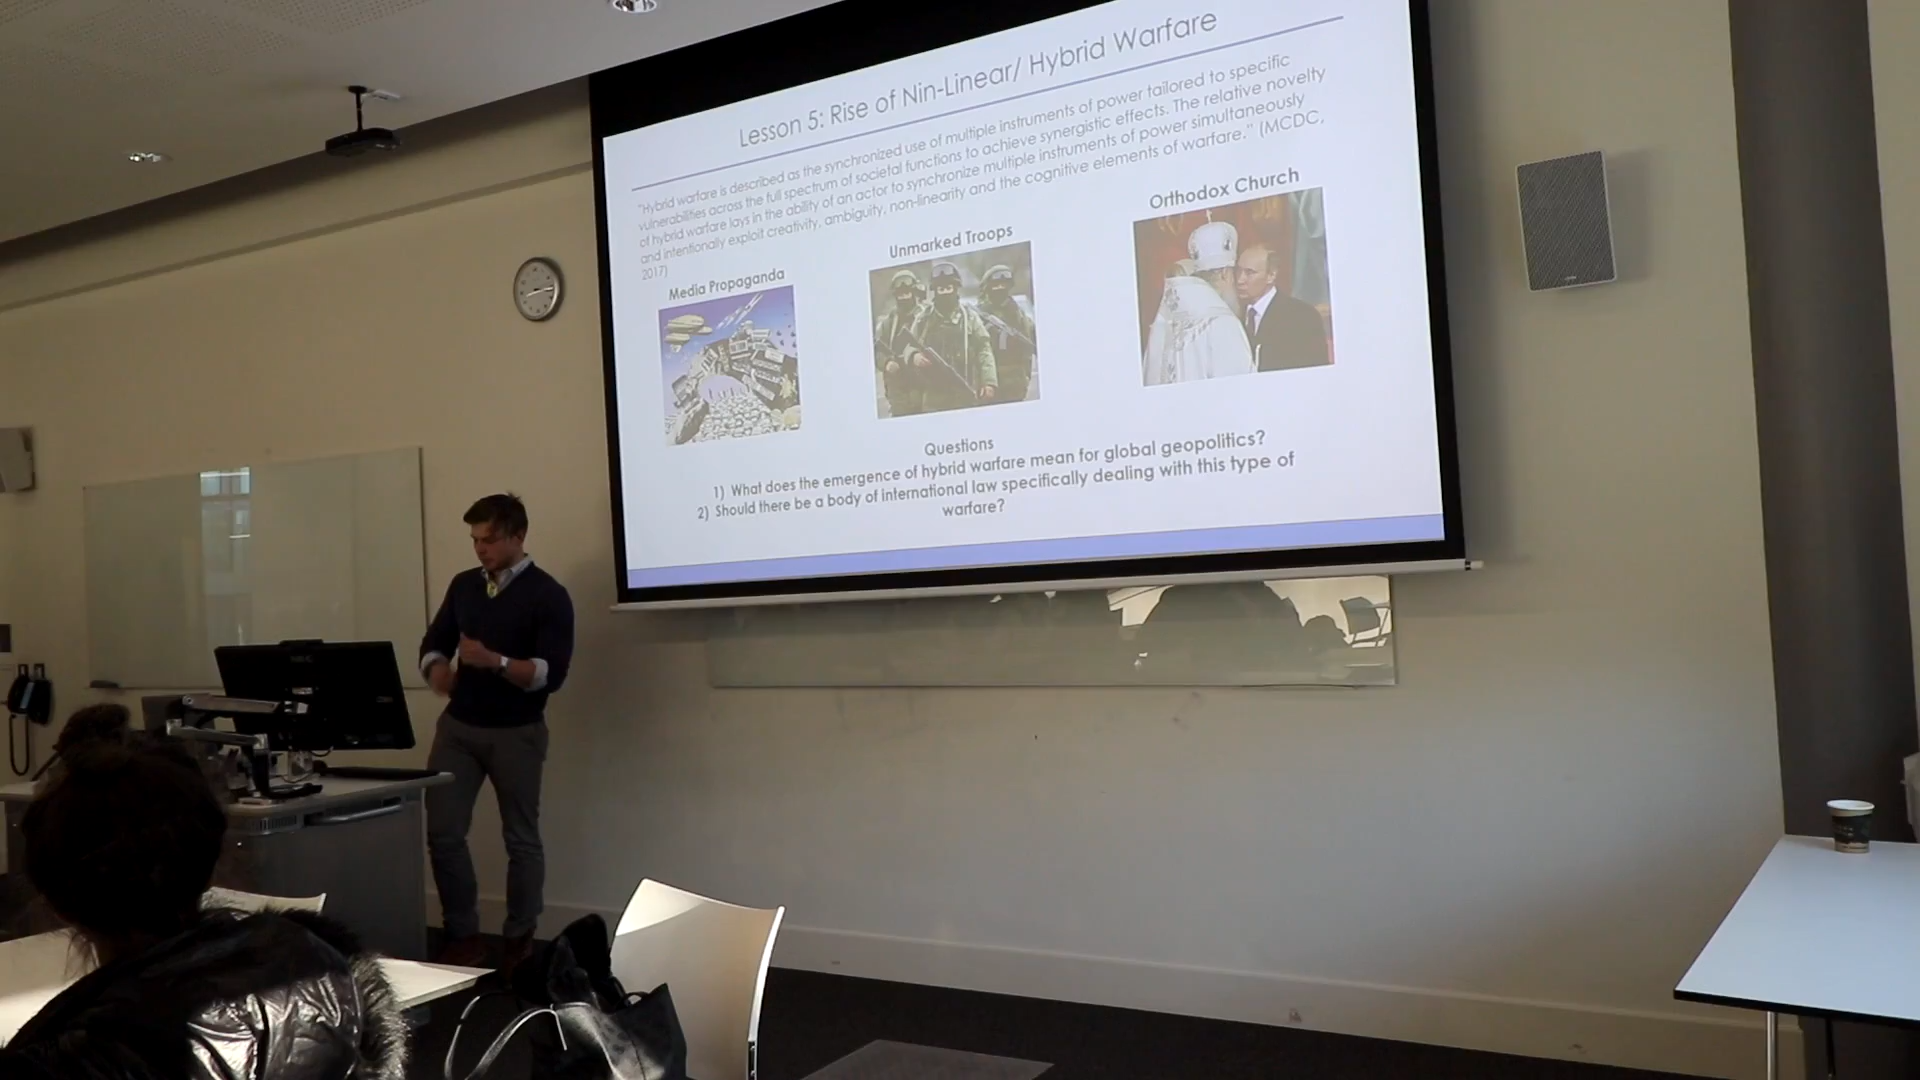 Lesson 5: Rise of Nin-Linear/ Hybrid Warfare
"Hybrid warfare is described as the synchronized use of multiple instruments of power tailored to specific
vulnerabilities across the full spectrum of societal functions to achieve synergistic effects. The relative novelty
of hybrid warfare lays in the ability of an actor to synchronize multiple instruments of power simultaneously
and intentionally exploit creativity, ambiguity, non-linearity and the cognitive elements of warfare." (MCDC,
2017)
Media Propaganda
Unmarked Troops
Orthodox Church
Questions
1) What does the emergence of hybrid warfare mean for global geopolitics?
2) Should there be a body of international law specifically dealing with this type of
warfare?